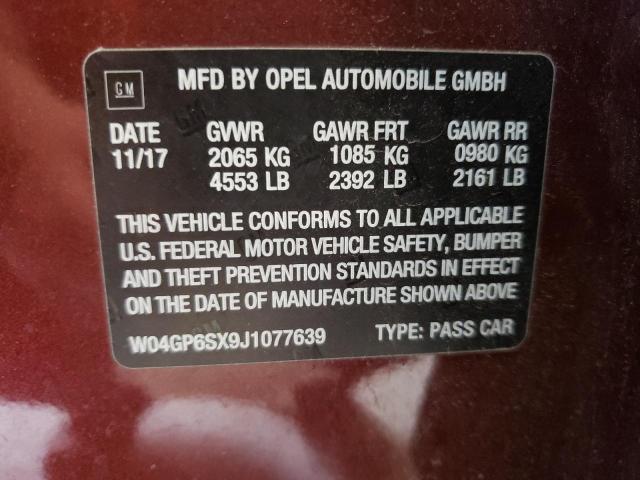 GM MFD BY OPEL AUTOMOBILE GMBH
DATE GVWR GAWR FRT GAWR RR
11/17 2065 KG 1085 KG 0980 KG
4553 LB 2392 LB 2161 LB
THIS VEHICLE CONFORMS TO ALL APPLICABLE
U.S. FEDERAL MOTOR VEHICLE SAFETY, BUMPER
AND THEFT PREVENTION STANDARDS IN EFFECT
ON THE DATE OF MANUFACTURE SHOWN ABOVE
W04GP6SX9J1077639 TYPE: PASS CAR